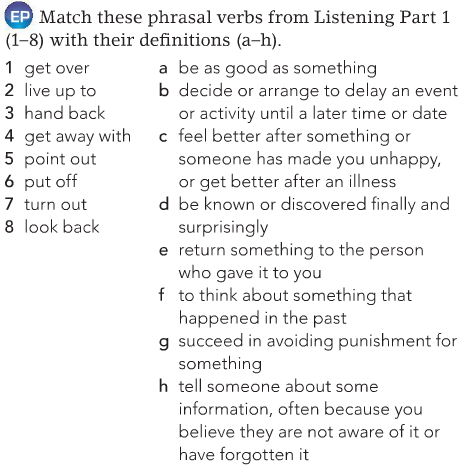 EP Match these phrasal verbs from Listening Part 1
(1–8) with their definitions (a–h).
1 get over
2 live up to
3 hand back
4 get away with
5 point out
6 put off
7 turn out
8 look back
a be as good as something
b decide or arrange to delay an event
or activity until a later time or date
c feel better after something or
someone has made you unhappy,
or get better after an illness
d be known or discovered finally and
surprisingly
e return something to the person
who gave it to you
f to think about something that
happened in the past
g succeed in avoiding punishment for
something
h tell someone about some
information, often because you
believe they are not aware of it or
have forgotten it